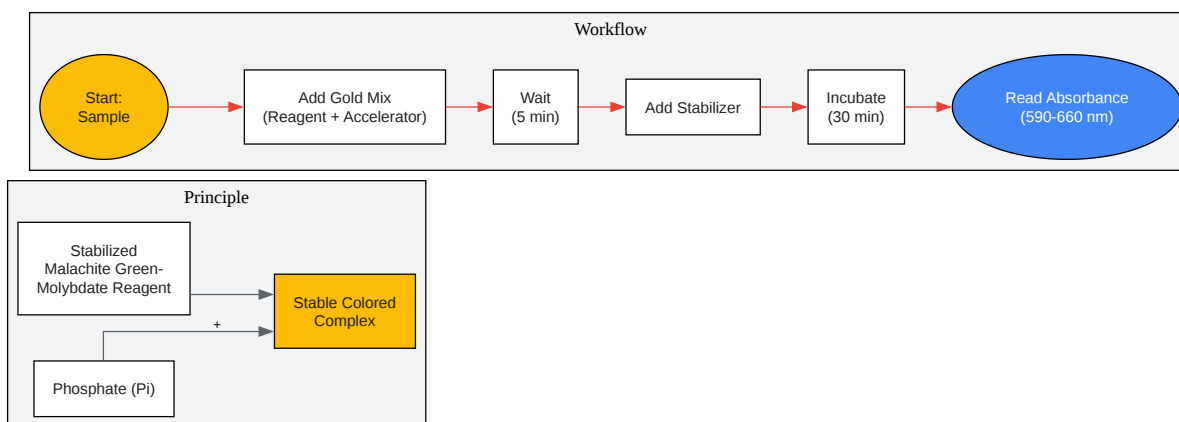 Workflow
Start:
Sample
Add Gold Mix
(Reagent + Accelerator)
Wait
(5 min)
Add Stabilizer
Incubate
(30 min)
Read Absorbance
(590-660 nm)
Principle
Stabilized
Malachite Green-
Molybdate Reagent
Stable Colored
Complex
+
Phosphate (Pi)